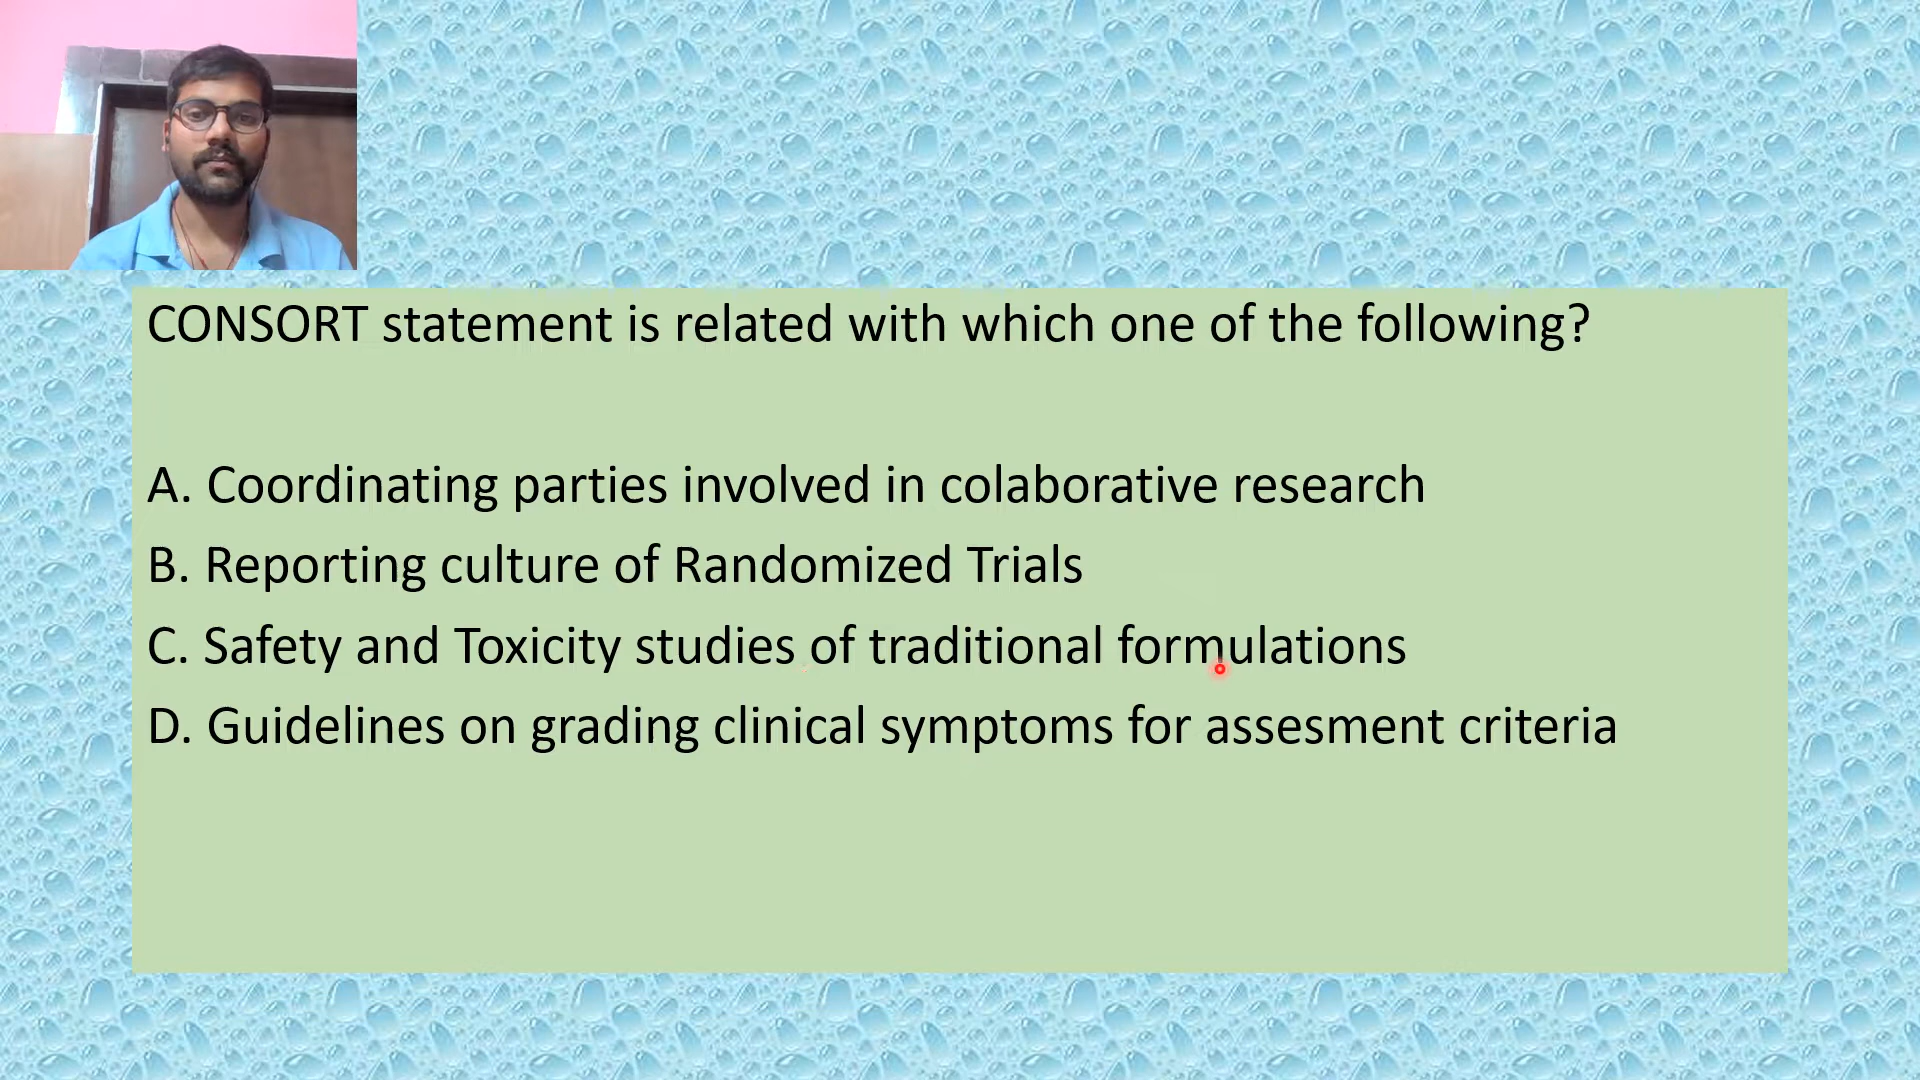 CONSORT statement is related with which one of the following?
A. Coordinating parties involved in colaborative research
B. Reporting culture of Randomized Trials
C. Safety and Toxicity studies of traditional formulations
D. Guidelines on grading clinical symptoms for assesment criteria